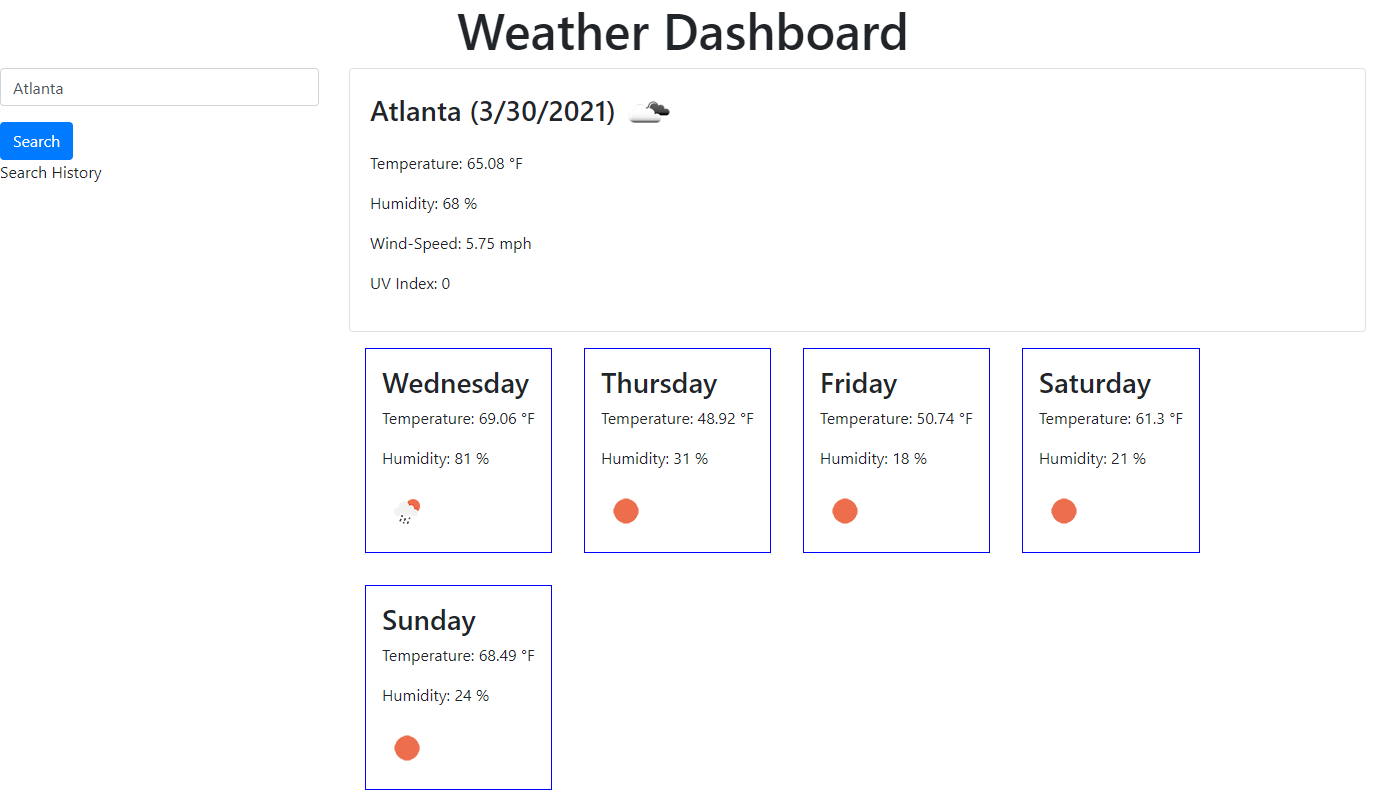 Weather Dashboard
Atlanta
Search
Search History
Atlanta (3/30/2021)
Temperature: 65.08 °F
Humidity: 68 %
Wind-Speed: 5.75 mph
UV Index: 0
Wednesday
Temperature: 69.06 °F
Humidity: 81 %
Thursday
Temperature: 48.92 °F
Humidity: 31 %
Friday
Temperature: 50.74 °F
Humidity: 18 %
Saturday
Temperature: 61.3 °F
Humidity: 21 %
Sunday
Temperature: 68.49 °F
Humidity: 24 %